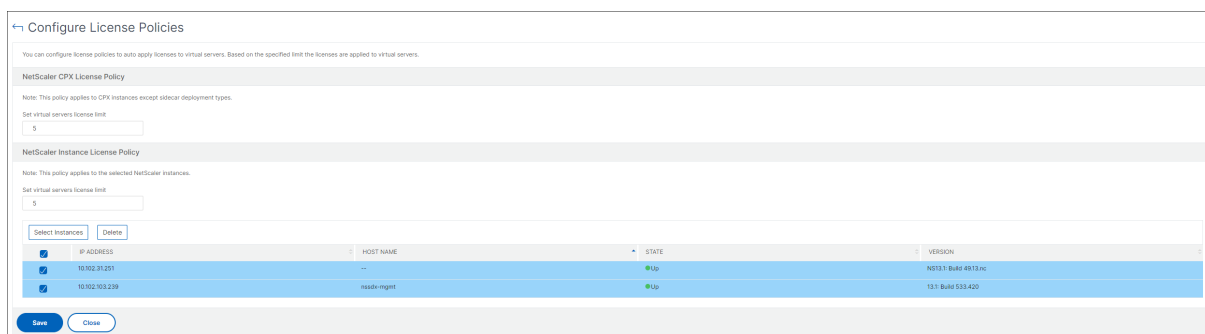 Configure License Policies
You can configure license policies to auto apply licenses to virtual servers. Based on the specified limit the licenses are applied to virtual servers.
NetScaler CPX License Policy
Note: This policy applies to CPX instances except sidecar deployment types.
Set virtual servers license limit
5
NetScaler Instance License Policy
Note: This policy applies to the selected NetScaler instances.
Set virtual servers license limit
5
Select Instances Delete
IP ADDRESS HOST NAME STATE VERSION
10.102.31.251 -- Up NS13.1: Build 49.13.nc
10.102.103.239 nssdx-mgmt Up 13.1: Build 533.420
Save Close